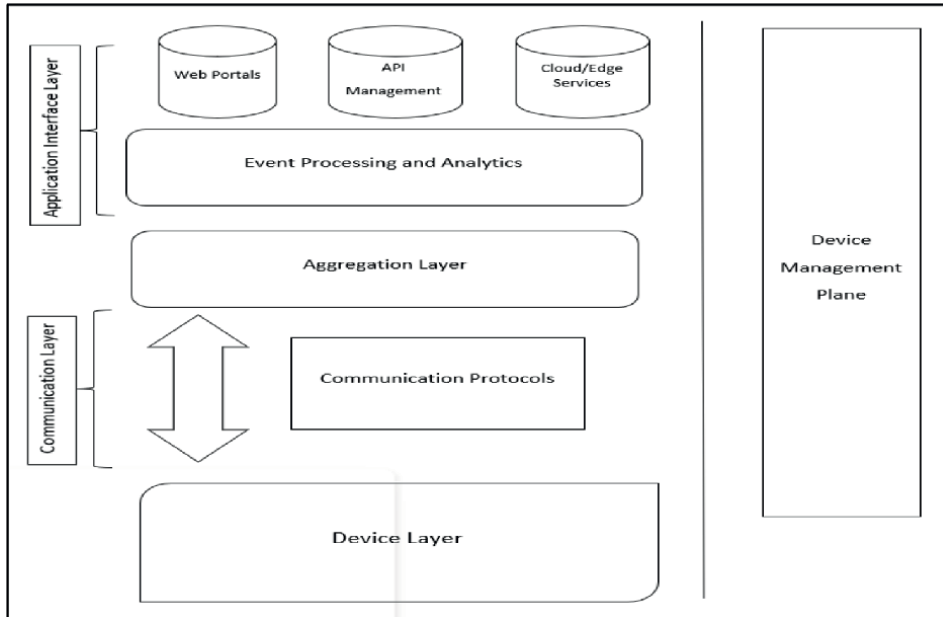 Application Interface Layer
Web Portals
API
Management
Cloud/Edge
Services
Event Processing and Analytics
Aggregation Layer
Communication Layer
Communication Protocols
Device Layer
Device
Management
Plane